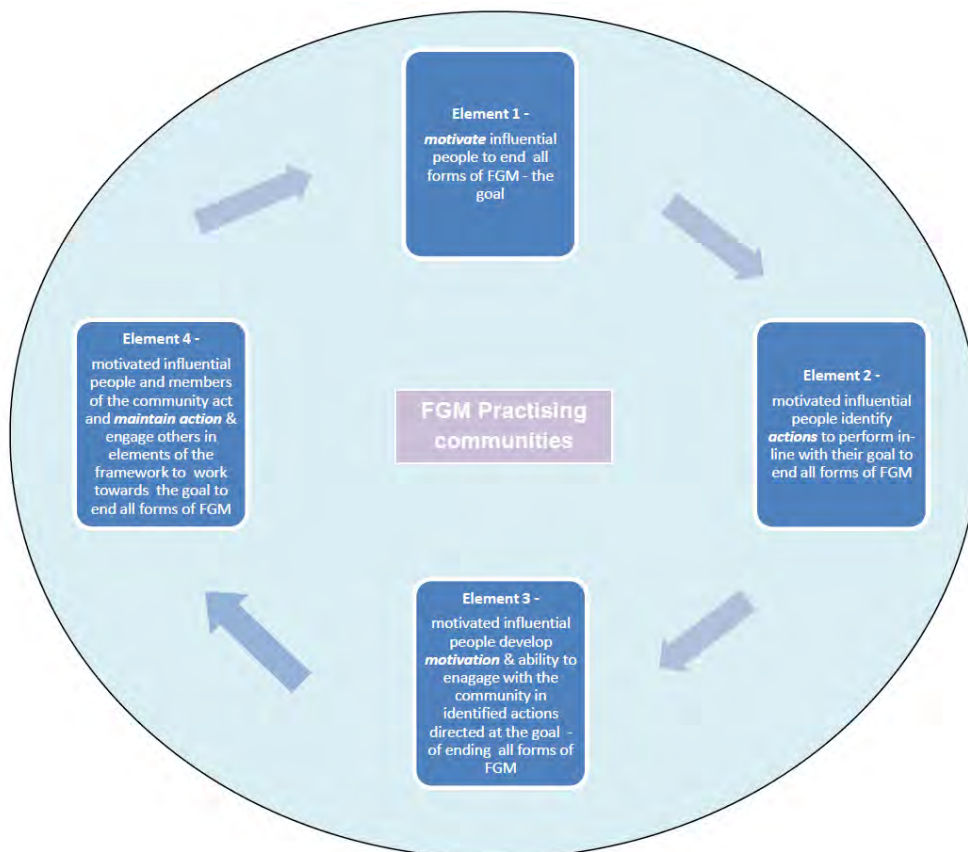 Element 1 -
motivate influential
people to end all
forms of FGM - the
goal
Element 2 -
motivated influential
people identify
actions to perform in-
line with their goal to
end all forms of FGM
Element 3 -
motivated influential
people develop
motivation & ability to
enagage with the
community in
identified actions
directed at the goal -
of ending all forms of
FGM
Element 4 -
motivated influential
people and members
of the community act
and maintain action &
engage others in
elements of the
framework to work
towards the goal to
end all forms of FGM
FGM Practising
communities